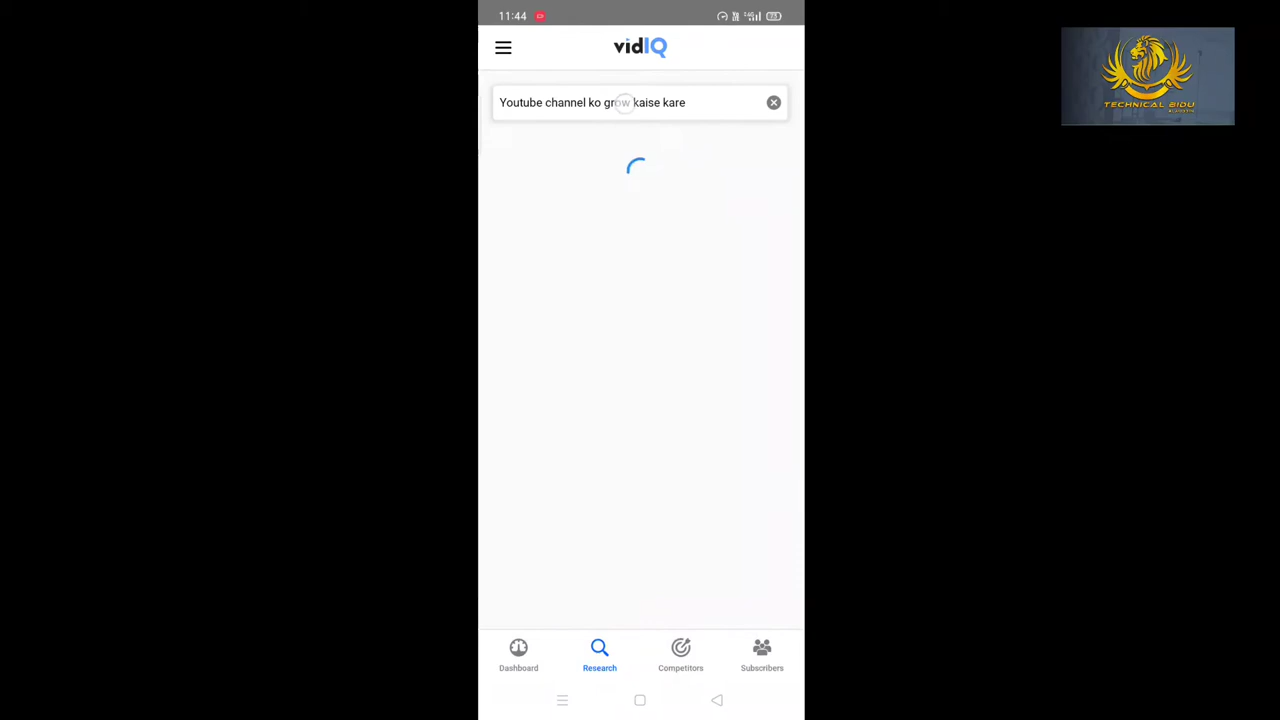 11:44
vidIQ
Youtube channel ko grow kaise kare
Dashboard
Research
Competitors
Subscribers
TECHNICAL BIDU